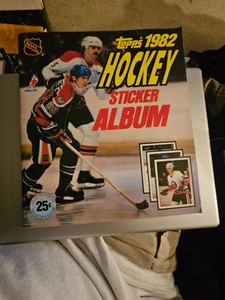 NHL
topps 1982
HOCKEY
STICKER
ALBUM
25¢